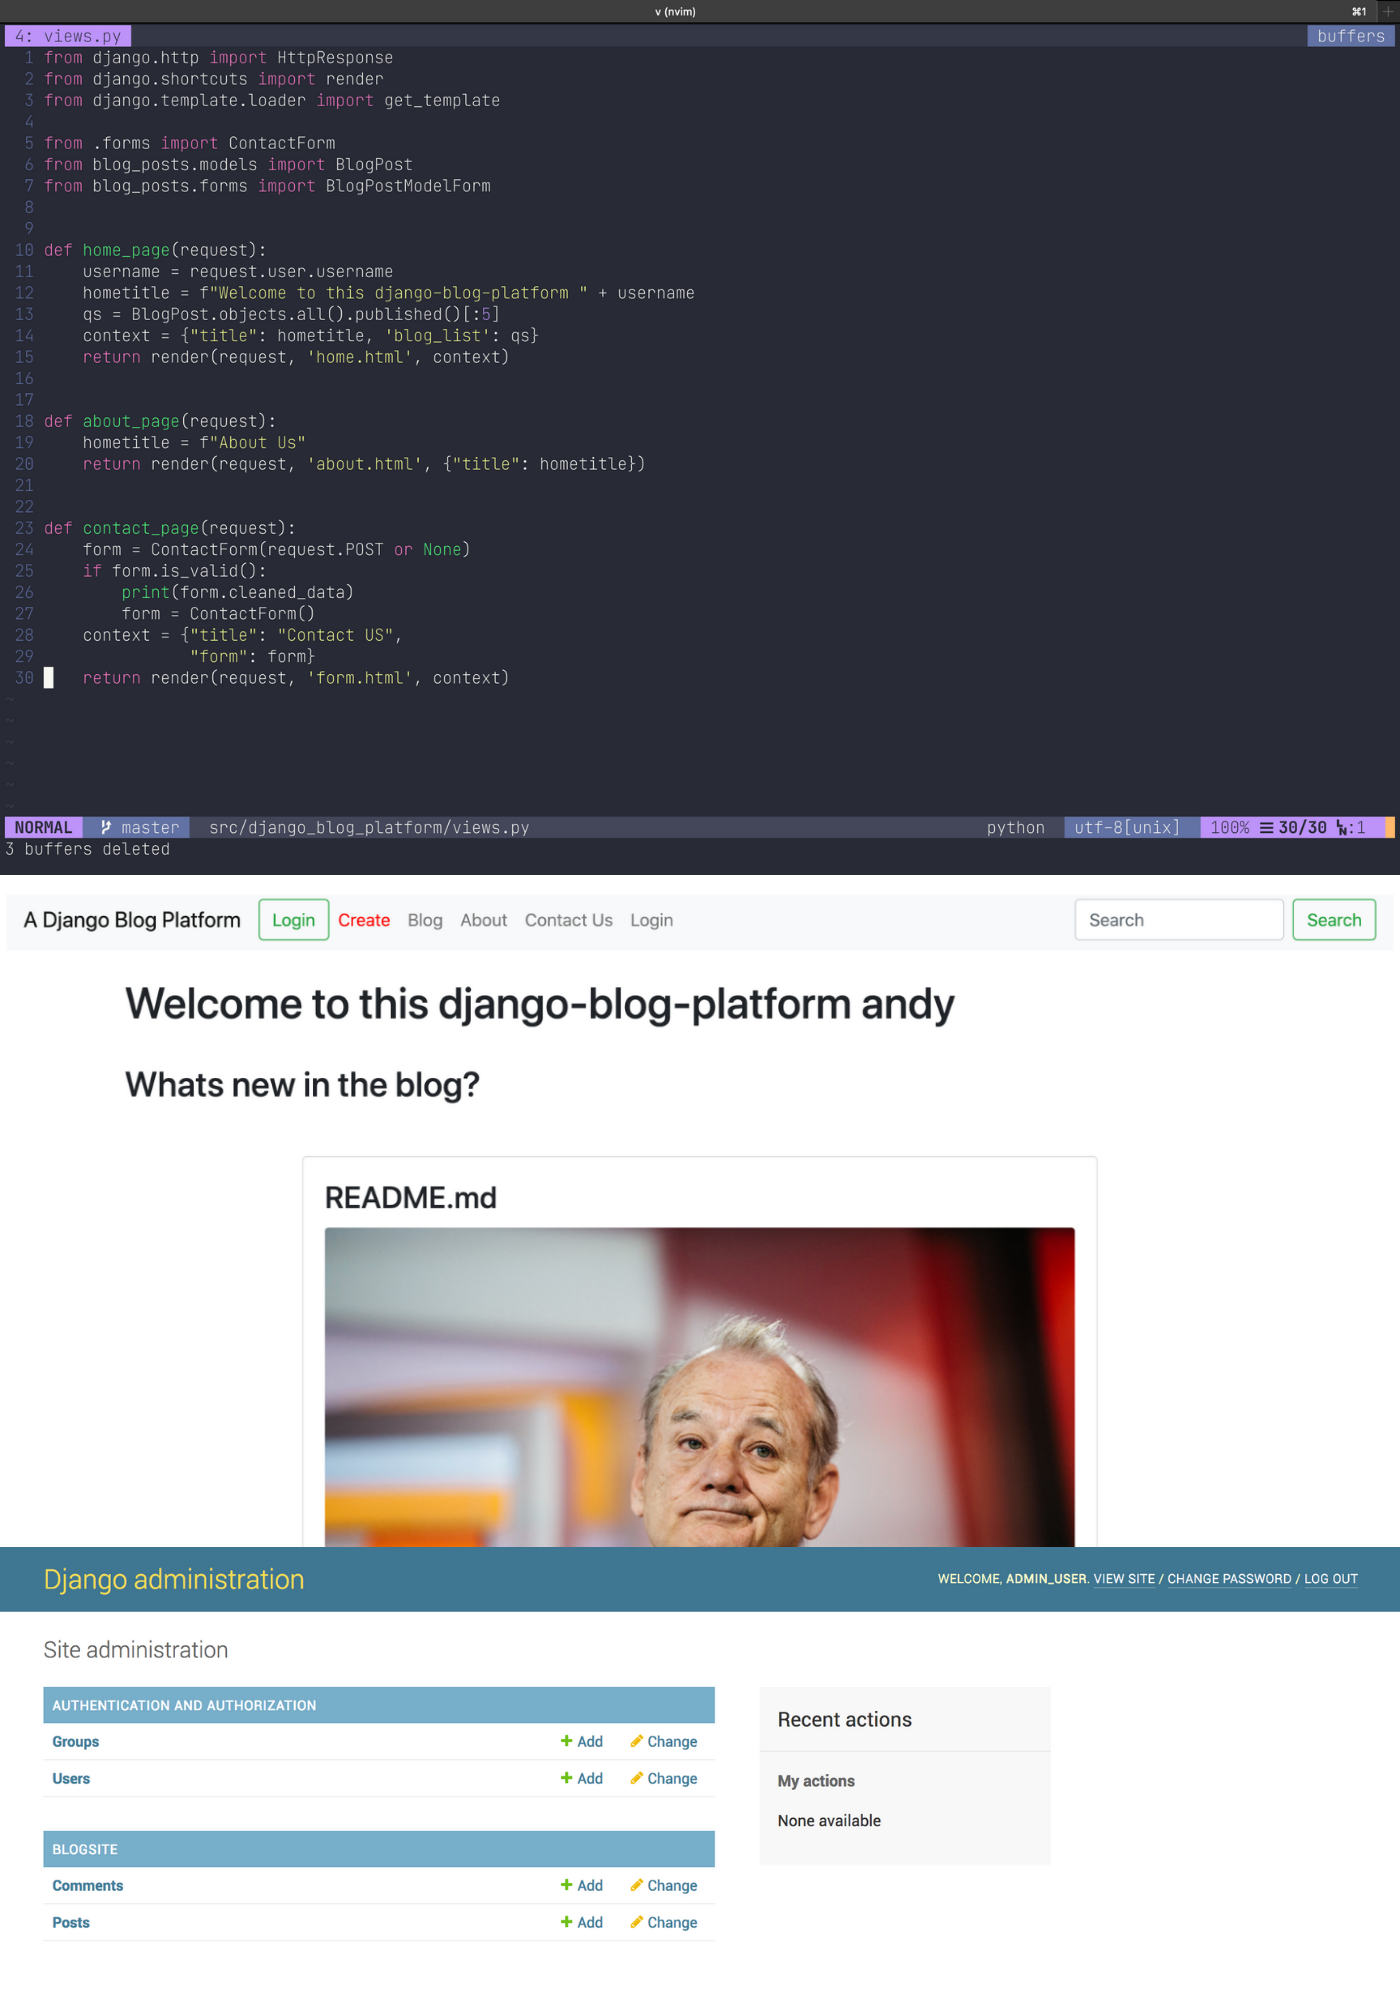 v (nvim)
⌘1
4: views.py
buffers
1 from django.http import HttpResponse
2 from django.shortcuts import render
3 from django.template.loader import get_template
4
5 from .forms import ContactForm
6 from blog_posts.models import BlogPost
7 from blog_posts.forms import BlogPostModelForm
8
9
10 def home_page(request):
11     username = request.user.username
12     hometitle = f"Welcome to this django-blog-platform " + username
13     qs = BlogPost.objects.all().published()[:5]
14     context = {"title": hometitle, 'blog_list': qs}
15     return render(request, 'home.html', context)
16
17
18 def about_page(request):
19     hometitle = f"About Us"
20     return render(request, 'about.html', {"title": hometitle})
21
22
23 def contact_page(request):
24     form = ContactForm(request.POST or None)
25     if form.is_valid():
26         print(form.cleaned_data)
27         form = ContactForm()
28     context = {"title": "Contact US",
29                "form": form}
30     return render(request, 'form.html', context)
~
~
~
~
~
~
NORMAL master src/django_blog_platform/views.py python utf-8[unix] 100% ☰ 30/30 :1
3 buffers deleted
A Django Blog Platform Login Create Blog About Contact Us Login Search Search
Welcome to this django-blog-platform andy
Whats new in the blog?
README.md
Django administration
WELCOME, ADMIN_USER. VIEW SITE / CHANGE PASSWORD / LOG OUT
Site administration
AUTHENTICATION AND AUTHORIZATION
Groups + Add Change
Users + Add Change
BLOGSITE
Comments + Add Change
Posts + Add Change
Recent actions
My actions
None available